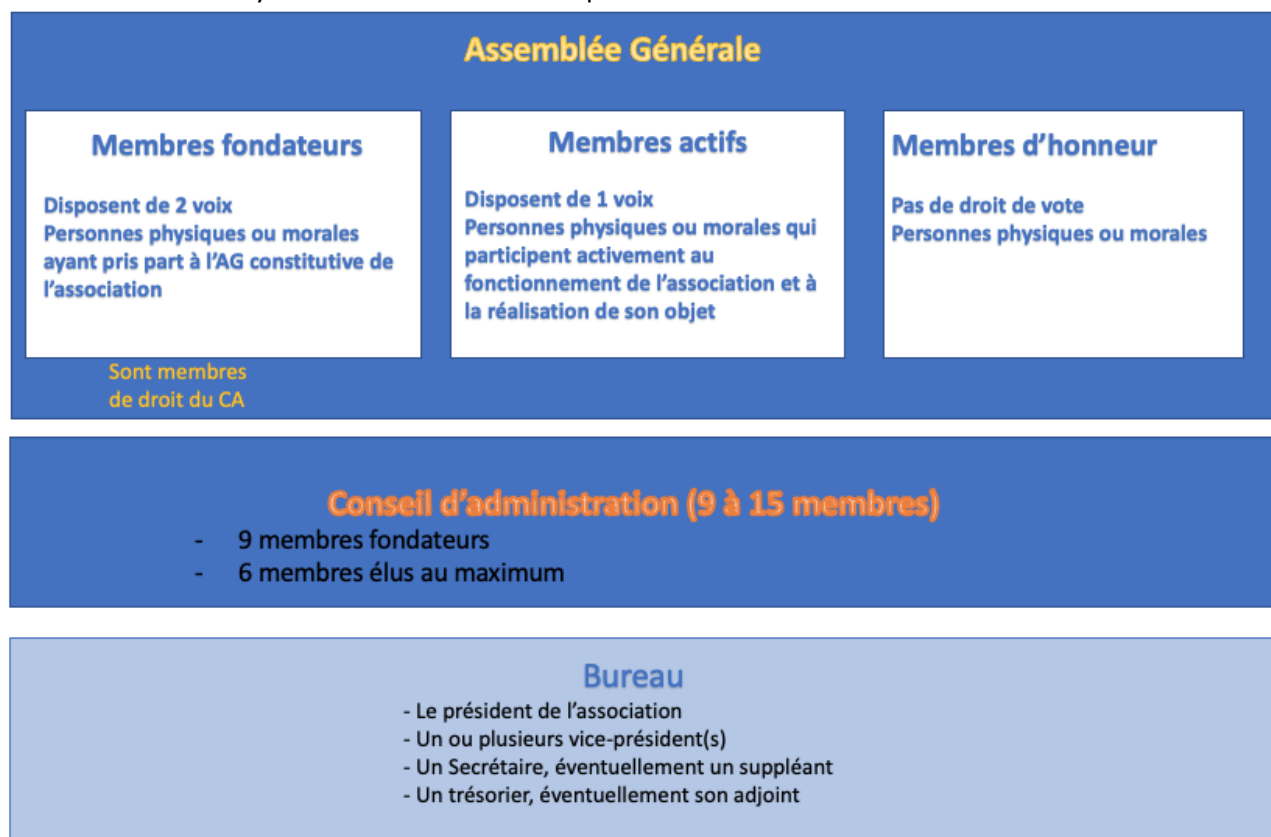 Assemblée Générale
Membres fondateurs
Disposent de 2 voix
Personnes physiques ou morales
ayant pris part à l'AG constitutive de
l'association
Sont membres
de droit du CA
Membres actifs
Disposent de 1 voix
Personnes physiques ou morales qui
participent activement au
fonctionnement de l'association et à
la réalisation de son objet
Membres d'honneur
Pas de droit de vote
Personnes physiques ou morales
Conseil d'administration (9 à 15 membres)
- 9 membres fondateurs
- 6 membres élus au maximum
Bureau
- Le président de l'association
- Un ou plusieurs vice-président(s)
- Un Secrétaire, éventuellement un suppléant
- Un trésorier, éventuellement son adjoint